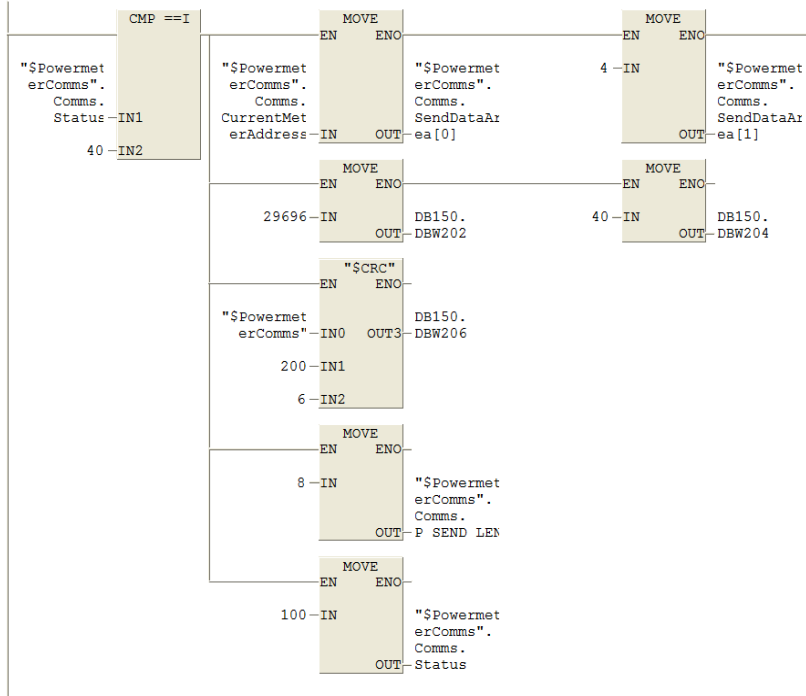 CMP ==I
"$Powermet
erComms".
Comms.
Status
IN1
40
IN2
MOVE
EN ENO
"$Powermet
erComms".
Comms.
CurrentMet
erAddress
IN OUT
"$Powermet
erComms".
Comms.
SendDataAr
ea[0]
MOVE
EN ENO
4
IN
OUT
"$Powermet
erComms".
Comms.
SendDataAr
ea[1]
MOVE
EN ENO
29696
IN
OUT
DB150.
DBW202
MOVE
EN ENO
40
IN
OUT
DB150.
DBW204
"$CRC"
EN ENO
"$Powermet
erComms"
IN0 OUT3
DB150.
DBW206
200
IN1
6
IN2
MOVE
EN ENO
8
IN
OUT
"$Powermet
erComms".
Comms.
P SEND LEN
MOVE
EN ENO
100
IN
OUT
"$Powermet
erComms".
Comms.
Status